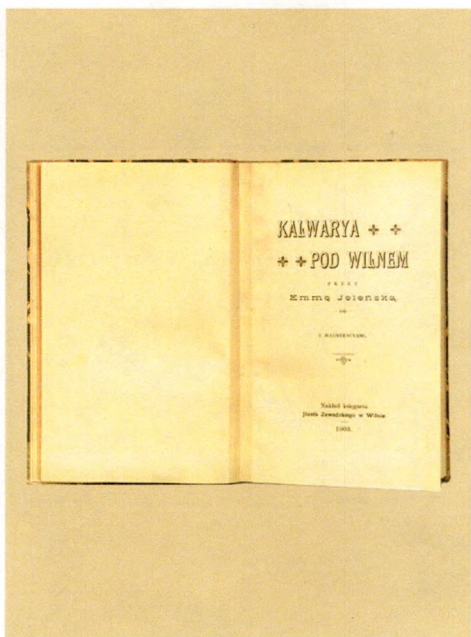 KALWARYA
POD WILNEM
PRZEZ
Emmę Jeleńską
Z ILUSTRACYAMI.
Nakład księgarni
Józefa Zawadzkiego w Wilnie
1903.